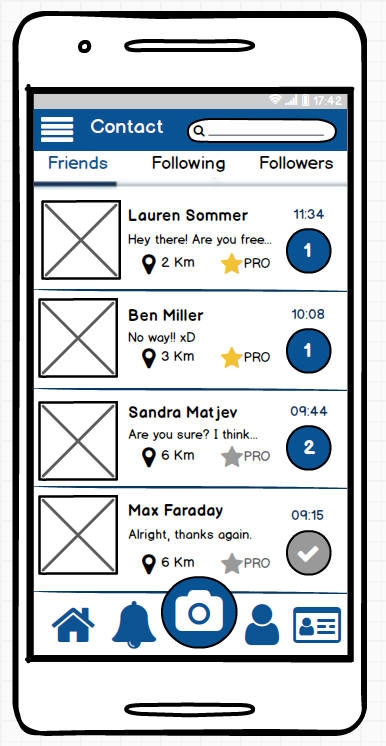 17:42
Contact
Friends Following Followers
Lauren Sommer 11:34
Hey there! Are you free...
2 Km PRO 1
Ben Miller 10:08
No way!! xD
3 Km PRO 1
Sandra Matjev 09:44
Are you sure? I think...
6 Km PRO 2
Max Faraday 09:15
Alright, thanks again.
6 Km PRO